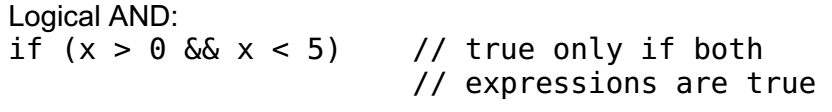 Logical AND:
if (x > 0 && x < 5)    // true only if both
                       // expressions are true